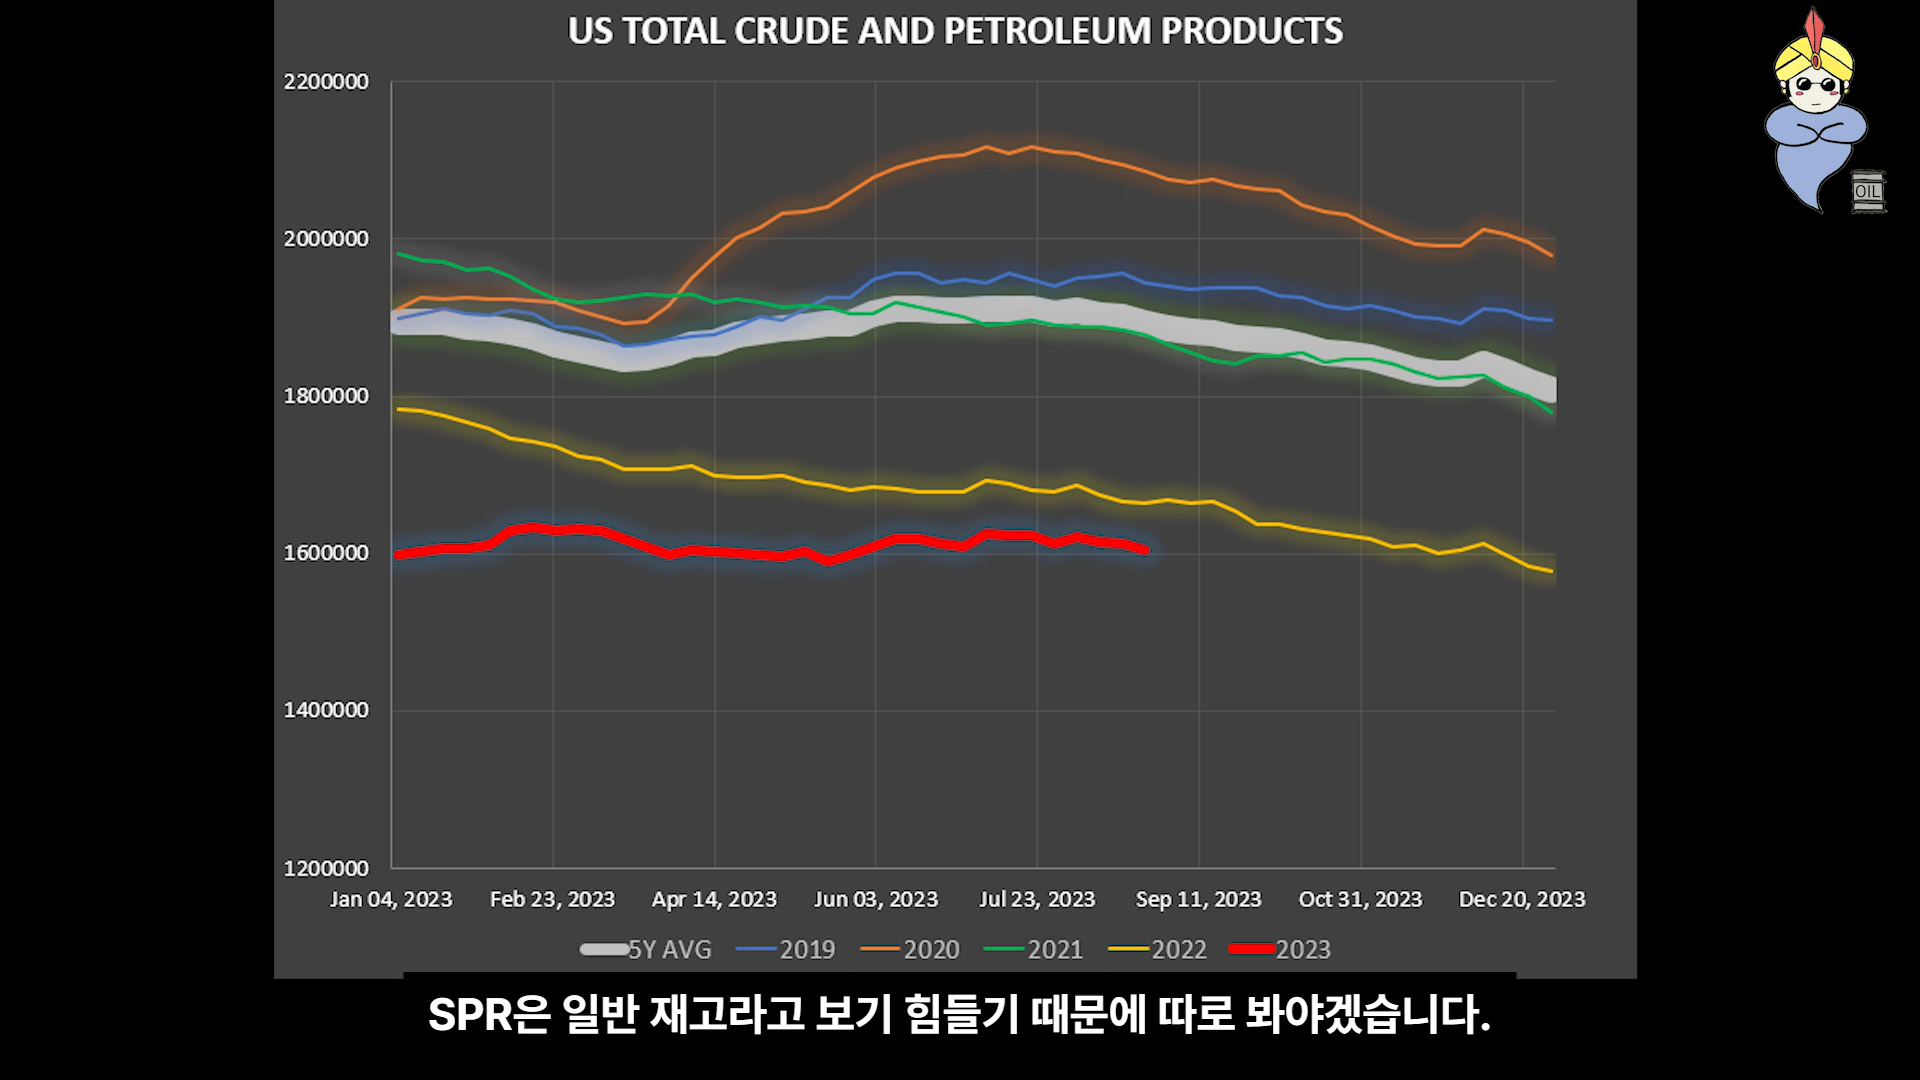 US TOTAL CRUDE AND PETROLEUM PRODUCTS
2200000
2000000
1800000
1600000
1400000
1200000
Jan 04, 2023 Feb 23, 2023 Apr 14, 2023 Jun 03, 2023 Jul 23, 2023 Sep 11, 2023 Oct 31, 2023 Dec 20, 2023
5Y AVG 2019 2020 2021 2022 2023
OIL
SPR은 일반 재고라고 보기 힘들기 때문에 따로 봐야겠습니다.